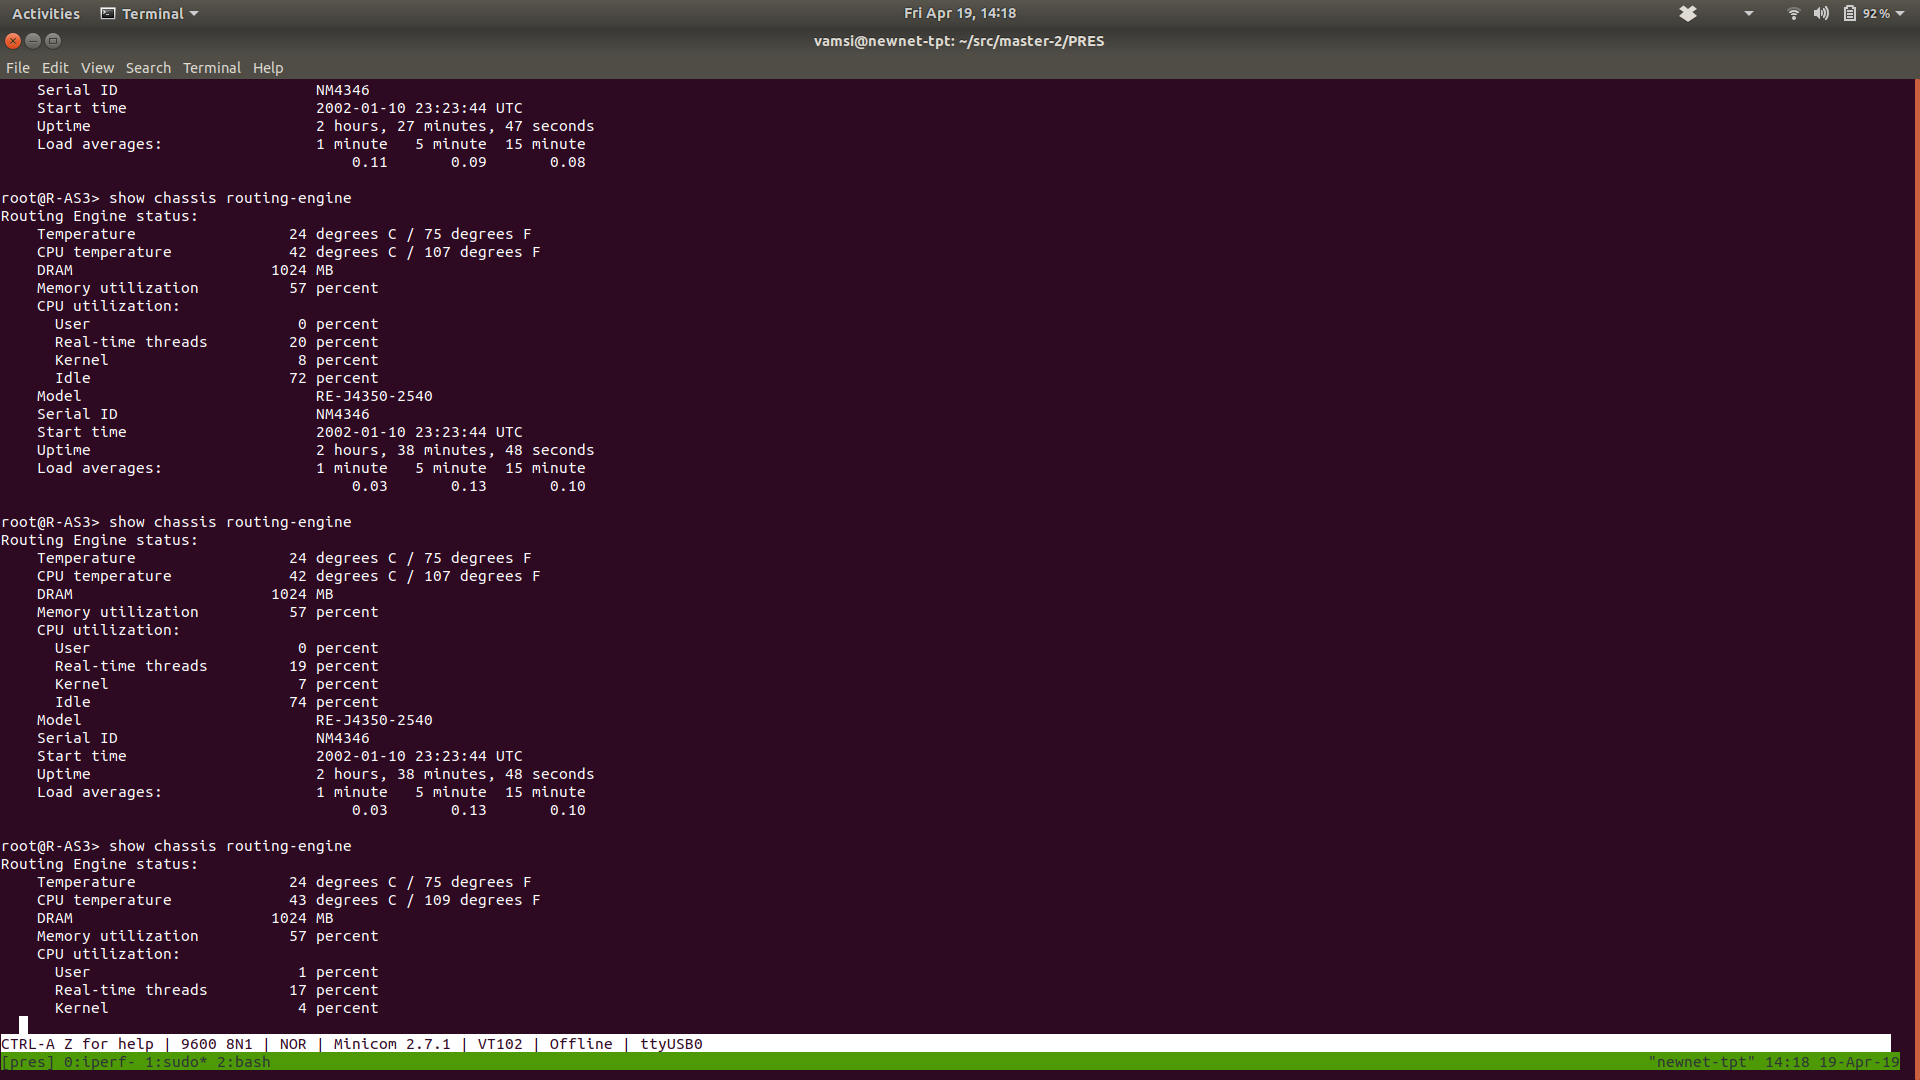 Activities Terminal Fri Apr 19, 14:18 92%
vamsi@newnet-tpt: ~/src/master-2/PRES
File Edit View Search Terminal Help
    Serial ID                      NM4346
    Start time                     2002-01-10 23:23:44 UTC
    Uptime                         2 hours, 27 minutes, 47 seconds
    Load averages:                 1 minute   5 minute  15 minute
                                       0.11       0.09       0.08
root@R-AS3> show chassis routing-engine
Routing Engine status:
    Temperature                 24 degrees C / 75 degrees F
    CPU temperature             42 degrees C / 107 degrees F
    DRAM                      1024 MB
    Memory utilization          57 percent
    CPU utilization:
      User                       0 percent
      Real-time threads         20 percent
      Kernel                     8 percent
      Idle                      72 percent
    Model                          RE-J4350-2540
    Serial ID                      NM4346
    Start time                     2002-01-10 23:23:44 UTC
    Uptime                         2 hours, 38 minutes, 48 seconds
    Load averages:                 1 minute   5 minute  15 minute
                                       0.03       0.13       0.10
root@R-AS3> show chassis routing-engine
Routing Engine status:
    Temperature                 24 degrees C / 75 degrees F
    CPU temperature             42 degrees C / 107 degrees F
    DRAM                      1024 MB
    Memory utilization          57 percent
    CPU utilization:
      User                       0 percent
      Real-time threads         19 percent
      Kernel                     7 percent
      Idle                      74 percent
    Model                          RE-J4350-2540
    Serial ID                      NM4346
    Start time                     2002-01-10 23:23:44 UTC
    Uptime                         2 hours, 38 minutes, 48 seconds
    Load averages:                 1 minute   5 minute  15 minute
                                       0.03       0.13       0.10
root@R-AS3> show chassis routing-engine
Routing Engine status:
    Temperature                 24 degrees C / 75 degrees F
    CPU temperature             43 degrees C / 109 degrees F
    DRAM                      1024 MB
    Memory utilization          57 percent
    CPU utilization:
      User                       1 percent
      Real-time threads         17 percent
      Kernel                     4 percent
CTRL-A Z for help | 9600 8N1 | NOR | Minicom 2.7.1 | VT102 | Offline | ttyUSB0
[pres] 0:iperf- 1:sudo* 2:bash "newnet-tpt" 14:18 19-Apr-19